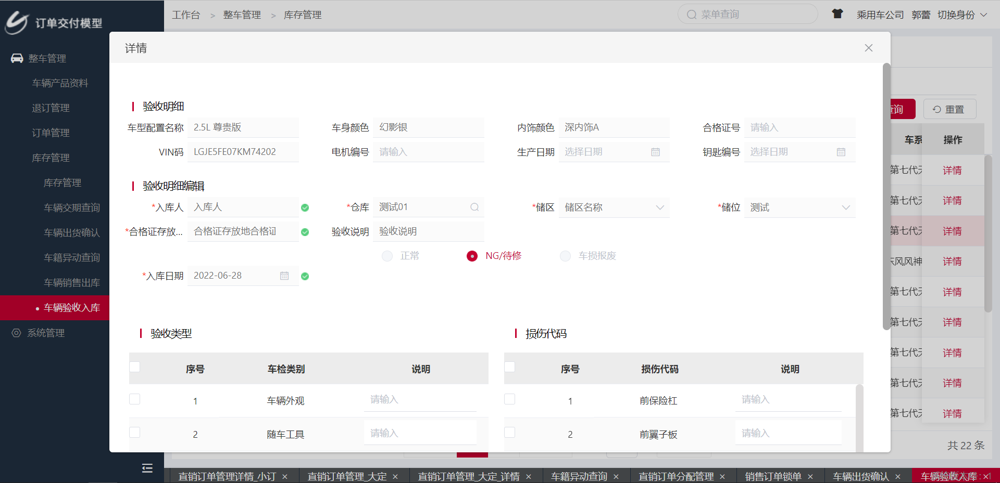 订单交付模型
工作台 > 整车管理 > 库存管理
菜单查询
乘用车公司 郭蕾 切换身份
整车管理
车辆产品资料
退订管理
订单管理
库存管理
库存管理
车辆交期查询
车辆出货确认
车籍异动查询
车辆销售出库
车辆验收入库
系统管理
详情
验收明细
车型配置名称 2.5L 尊贵版 车身颜色 幻影银 内饰颜色 深内饰A 合格证号 请输入
VIN码 LGJE5FE07KM74202 电机编号 请输入 生产日期 选择日期 钥匙编号 选择日期
验收明细编辑
*入库人 入库人 *仓库 测试01 *储区 储区名称 *储位 测试
*合格证存放... 合格证存放地合格证 验收说明 验收说明
正常 NG/待修 车损报废
*入库日期 2022-06-28
验收类型
序号 车检类别 说明
1 车辆外观 请输入
2 随车工具 请输入
损伤代码
序号 损伤代码 说明
1 前保险杠 请输入
2 前翼子板 请输入
查询 重置
车系 操作
第七代天 详情
第七代天 详情
第七代天 详情
东风风神 详情
第七代天 详情
第七代天 详情
第七代天 详情
第七代天 详情
第七代天 详情
共 22 条
直销订单管理详情_小订 × 直销订单管理_大定 × 直销订单管理_大定_详情 × 车籍异动查询 × 直销订单分配管理 × 销售订单锁单 × 车辆出货确认 × 车辆验收入库 ×